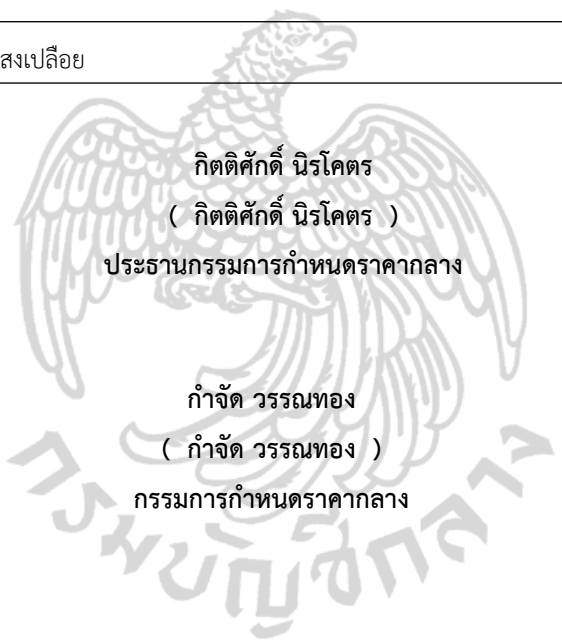 สงเปลือย
กิตติศักดิ์ นิรโคตร
( กิตติศักดิ์ นิรโคตร )
ประธานกรรมการกำหนดราคากลาง
กำจัด วรรณทอง
( กำจัด วรรณทอง )
กรรมการกำหนดราคากลาง
กรมบัญชีกลาง